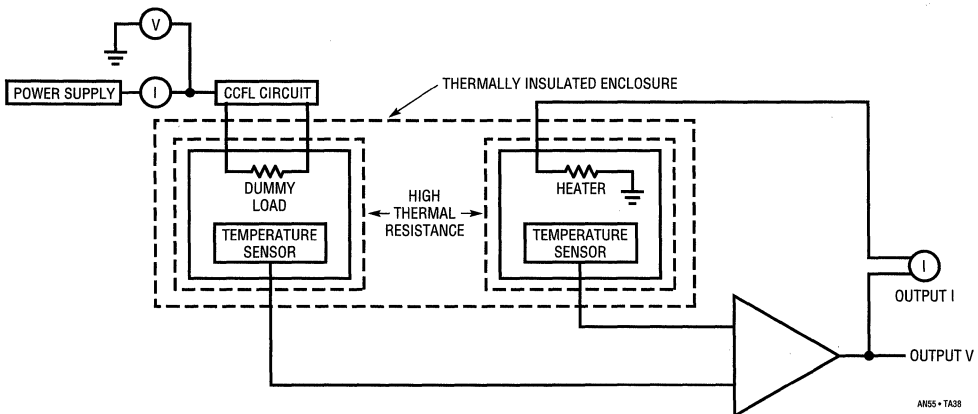 V
POWER SUPPLY
I
CCFL CIRCUIT
THERMALLY INSULATED ENCLOSURE
DUMMY
LOAD
HIGH
THERMAL
RESISTANCE
HEATER
TEMPERATURE
SENSOR
TEMPERATURE
SENSOR
I
OUTPUT I
OUTPUT V
AN55 • TA38